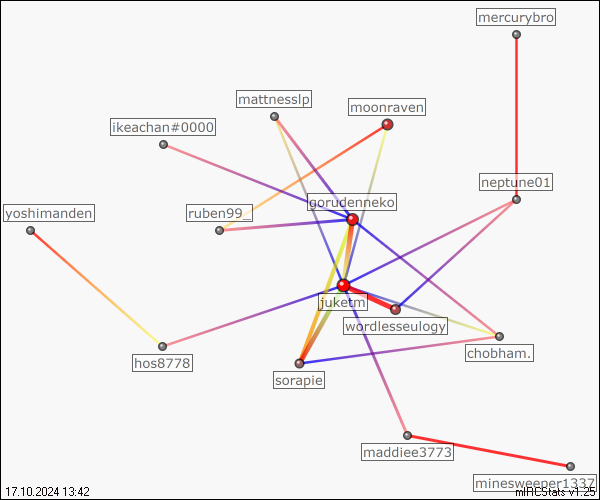 mercurybro
mattnesslp
moonraven
ikeachan#0000
neptune01
gorudenneko
yoshimanden
ruben99_
juketm
wordlesseulogy
chobham.
hos8778
sorapie
maddiee3773
minesweeper1337
17.10.2024 13:42
mIRCStats v1.25